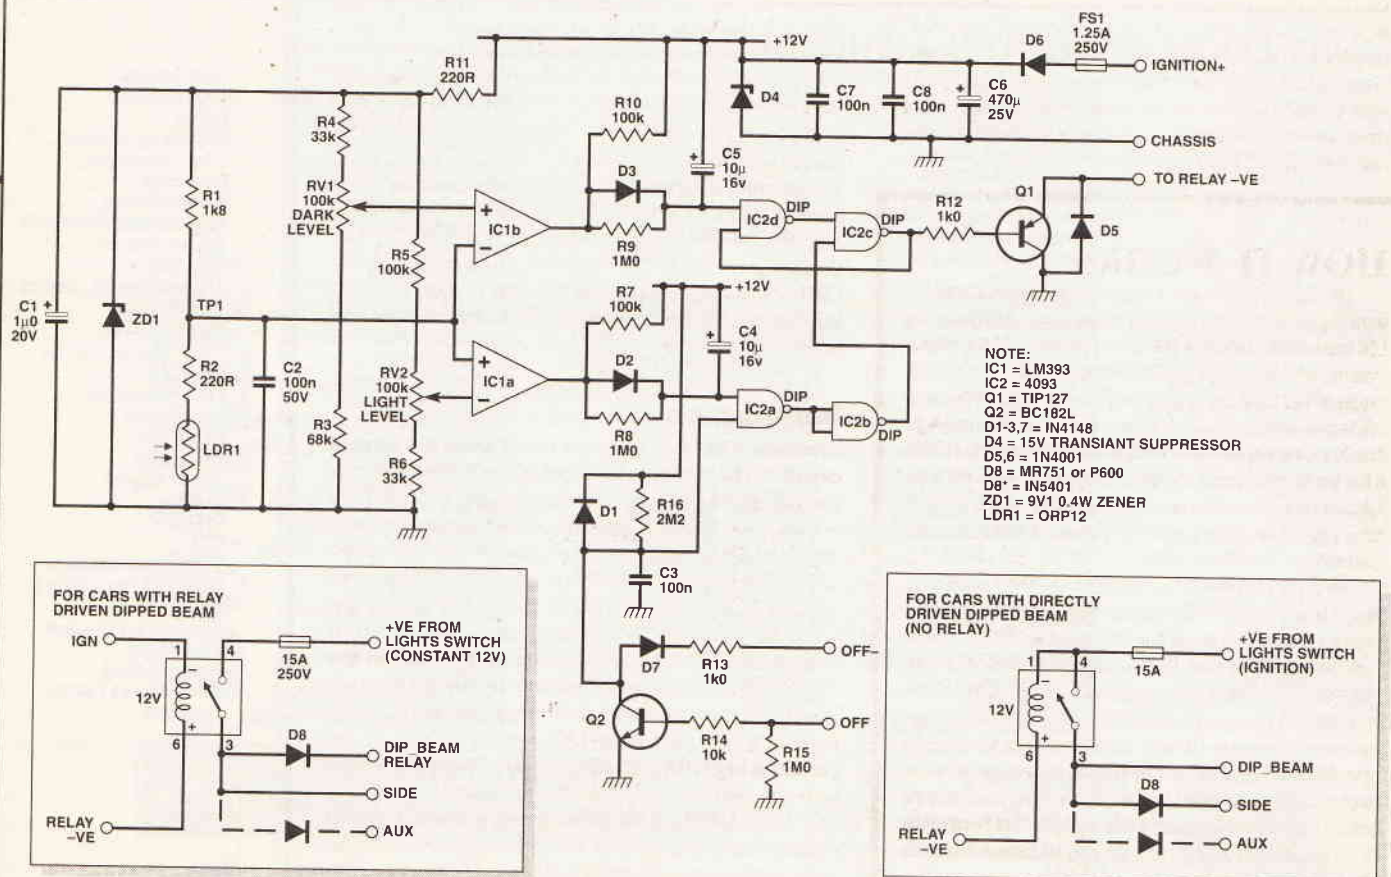 FS1
1.25A
250V
D6
IGNITION+
+12V
R11
220R
D4
C7
100n
C8
100n
+
C6
470µ
25V
CHASSIS
R10
100k
R4
33k
+
C5
10µ
16v
D3
R1
1k8
RV1
100k
DARK
LEVEL
+
−
IC1b
R9
1M0
IC2d
DIP
IC2c
DIP
R12
1k0
Q1
D5
TO RELAY –VE
R5
100k
R7
100k
+12V
C1
1µ0
20V
+
ZD1
TP1
R2
220R
C2
100n
50V
RV2
100k
LIGHT
LEVEL
+
−
IC1a
D2
R8
1M0
+
C4
10µ
16v
IC2a
DIP
IC2b
DIP
LDR1
R3
68k
R6
33k
NOTE:
IC1 = LM393
IC2 = 4093
Q1 = TIP127
Q2 = BC182L
D1-3,7 = IN4148
D4 = 15V TRANSIANT SUPPRESSOR
D5,6 = 1N4001
D8 = MR751 or P600
D8* = IN5401
ZD1 = 9V1 0.4W ZENER
LDR1 = ORP12
D1
R16
2M2
C3
100n
D7
R13
1k0
OFF–
Q2
R14
10k
OFF
R15
1M0
FOR CARS WITH RELAY
DRIVEN DIPPED BEAM
IGN
1
4
15A
250V
+VE FROM
LIGHTS SWITCH
(CONSTANT 12V)
12V
−
+
6
3
D8
DIP_BEAM
RELAY
SIDE
AUX
RELAY
–VE
FOR CARS WITH DIRECTLY
DRIVEN DIPPED BEAM
(NO RELAY)
1
4
15A
+VE FROM
LIGHTS SWITCH
(IGNITION)
12V
−
+
6
3
DIP_BEAM
D8
SIDE
AUX
RELAY
–VE